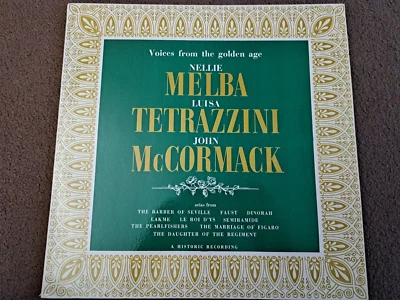 Voices from the golden age
NELLIE
MELBA
LUISA
TETRAZZINI
JOHN
McCORMACK
arias from
THE BARBER OF SEVILLE FAUST DINORAH
LAKME LE ROI D'YS SEMIRAMIDE
THE PEARLFISHERS THE MARRIAGE OF FIGARO
THE DAUGHTER OF THE REGIMENT
A HISTORIC RECORDING